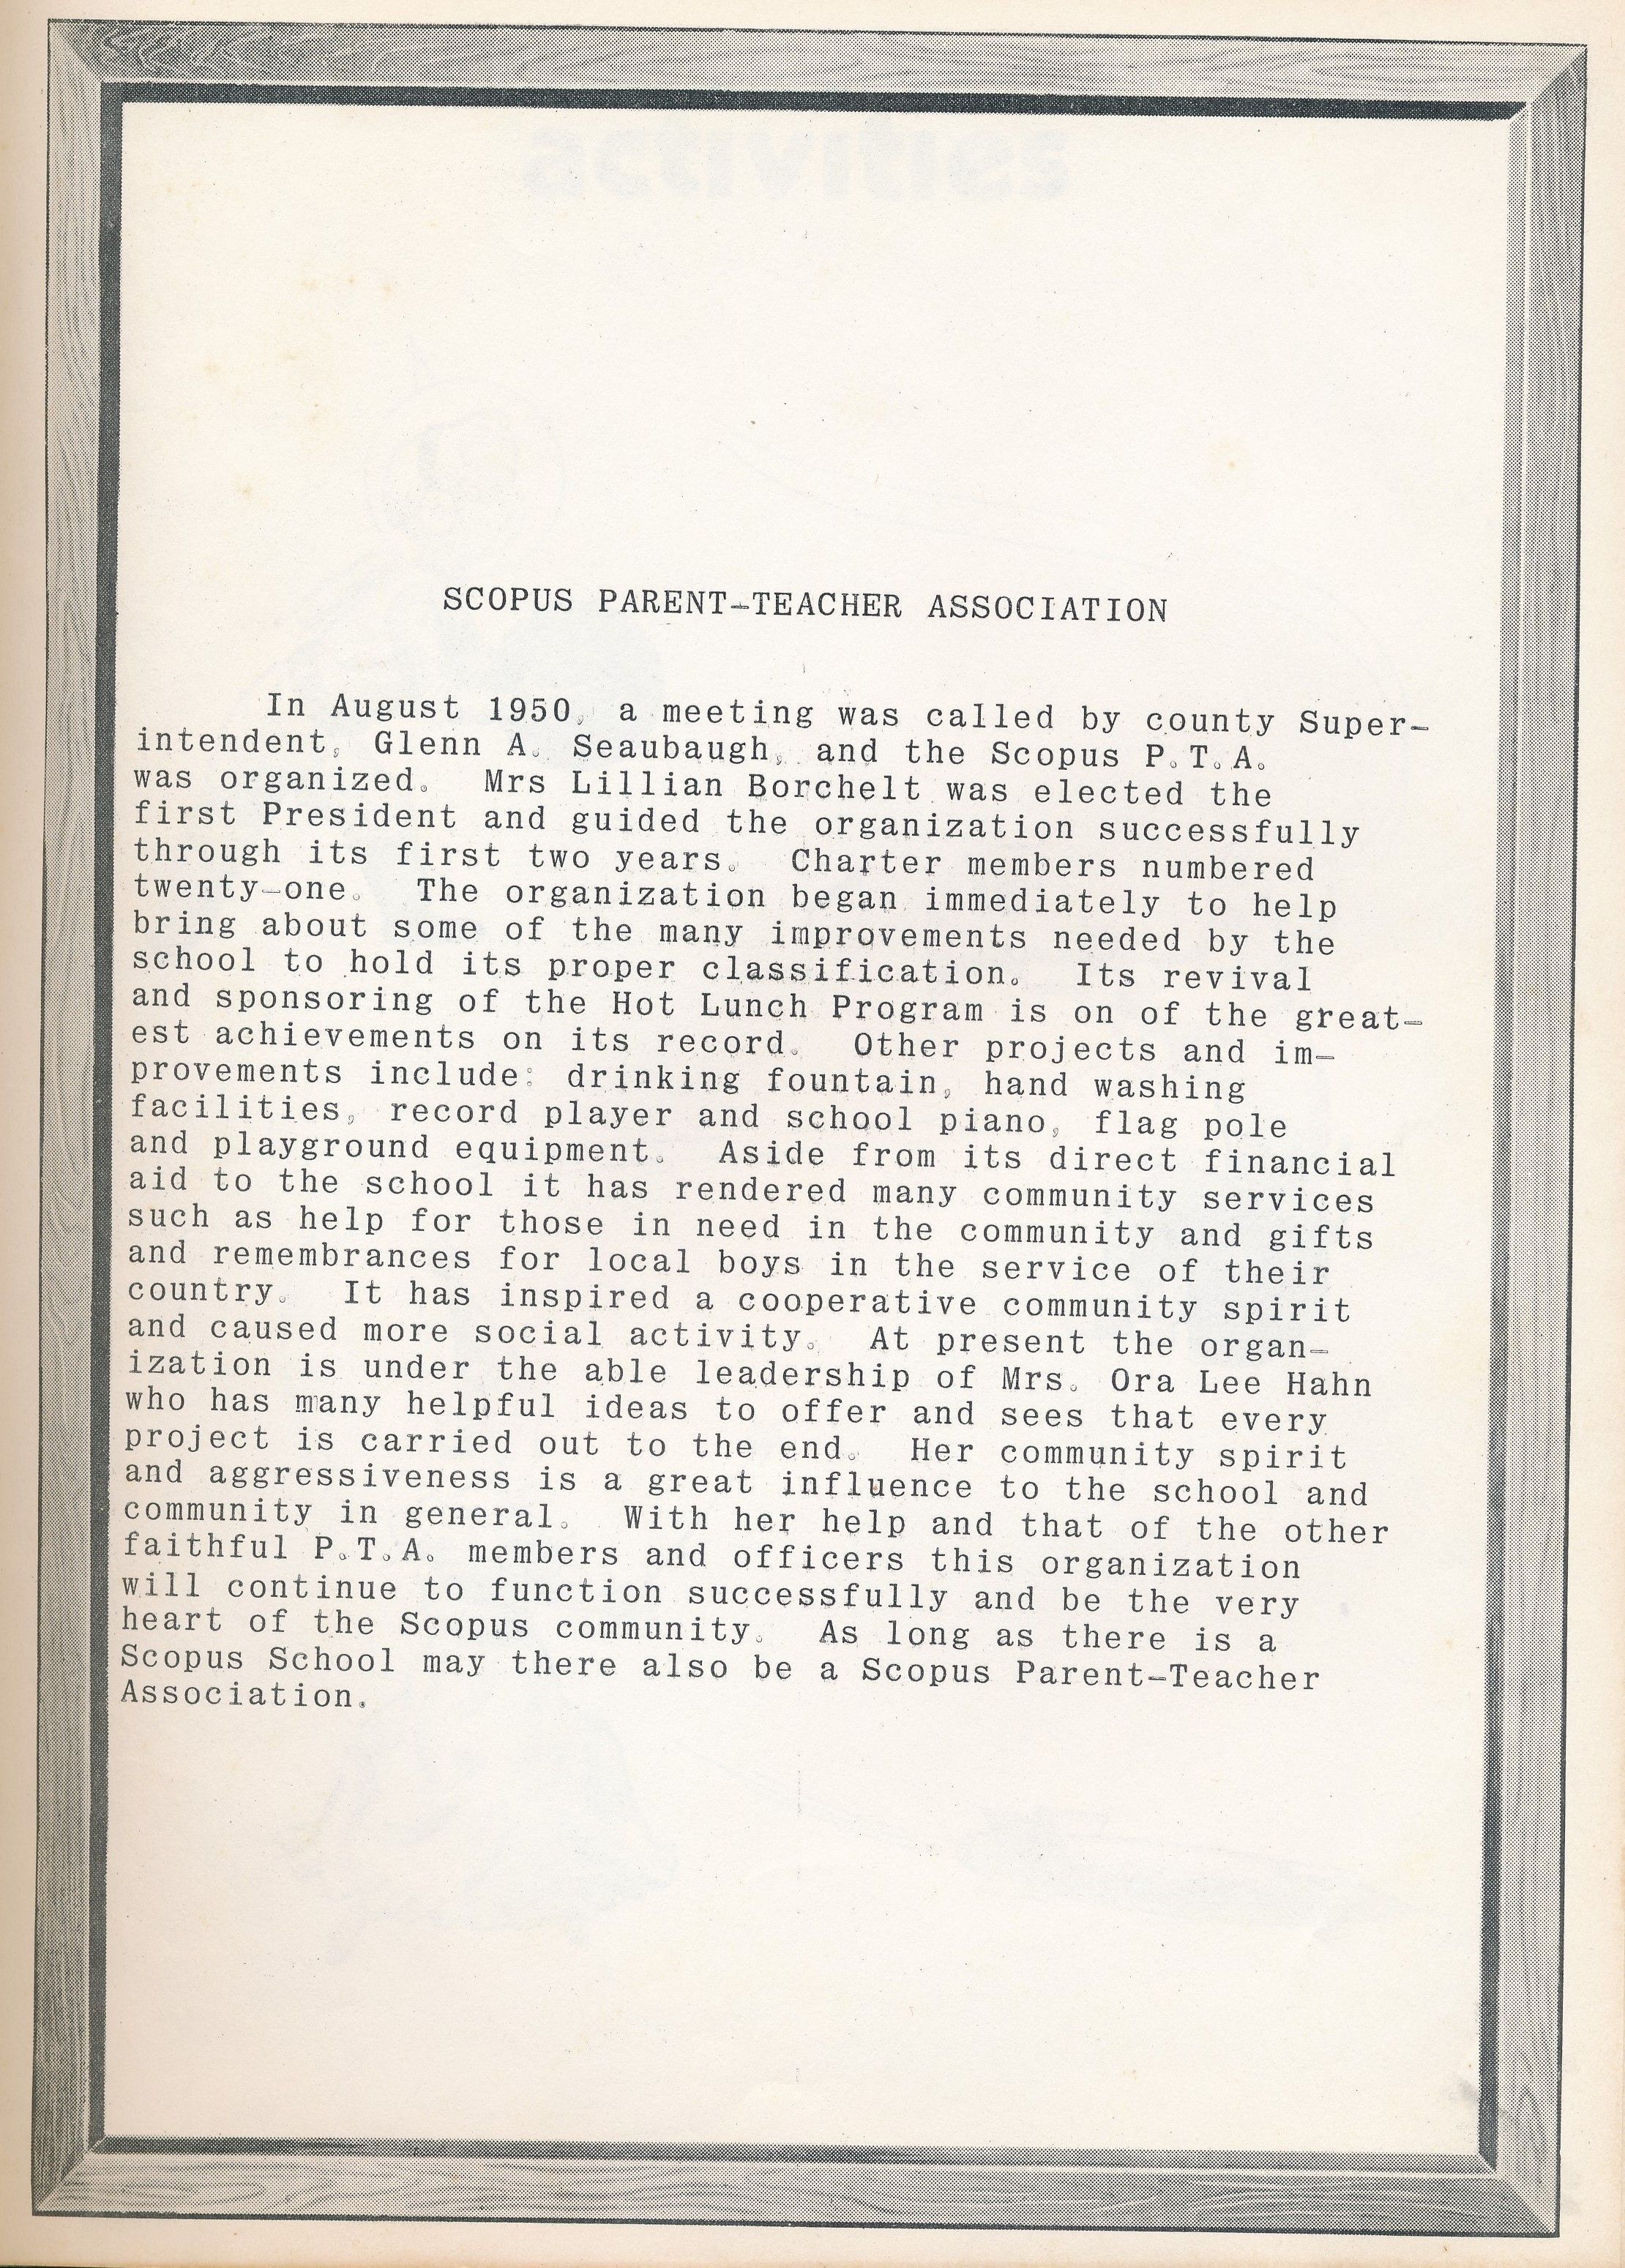 SCOPUS PARENT-TEACHER ASSOCIATION
In August 1950, a meeting was called by county Super-
intendent, Glenn A. Seaubaugh, and the Scopus P.T.A.
was organized. Mrs Lillian Borchelt was elected the
first President and guided the organization successfully
through its first two years. Charter members numbered
twenty-one. The organization began immediately to help
bring about some of the many improvements needed by the
school to hold its proper classification. Its revival
and sponsoring of the Hot Lunch Program is on of the great-
est achievements on its record. Other projects and im-
provements include: drinking fountain, hand washing
facilities, record player and school piano, flag pole
and playground equipment. Aside from its direct financial
aid to the school it has rendered many community services
such as help for those in need in the community and gifts
and remembrances for local boys in the service of their
country. It has inspired a cooperative community spirit
and caused more social activity. At present the organ-
ization is under the able leadership of Mrs. Ora Lee Hahn
who has many helpful ideas to offer and sees that every
project is carried out to the end. Her community spirit
and aggressiveness is a great influence to the school and
community in general. With her help and that of the other
faithful P.T.A. members and officers this organization
will continue to function successfully and be the very
heart of the Scopus community. As long as there is a
Scopus School may there also be a Scopus Parent-Teacher
Association.